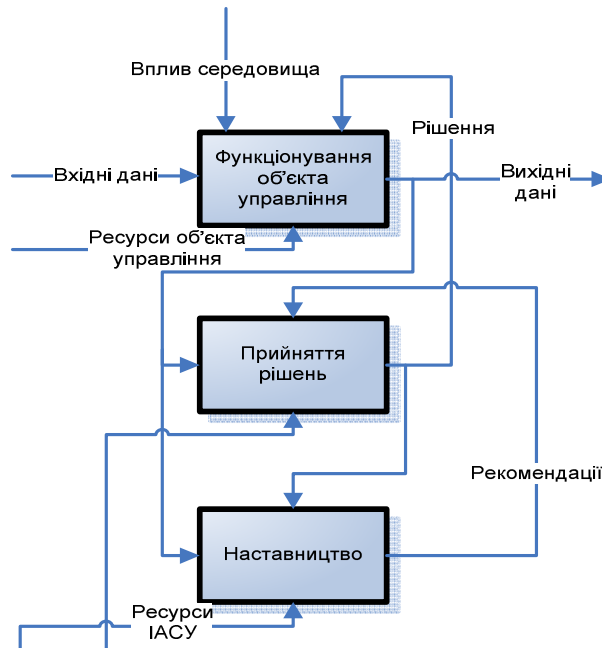 Вплив середовища
Рішення
Функціонування
об'єкта
управління
Вхідні дані
Вихідні
дані
Ресурси об'єкта
управління
Прийняття
рішень
Рекомендації
Наставництво
Ресурси
ІАСУ